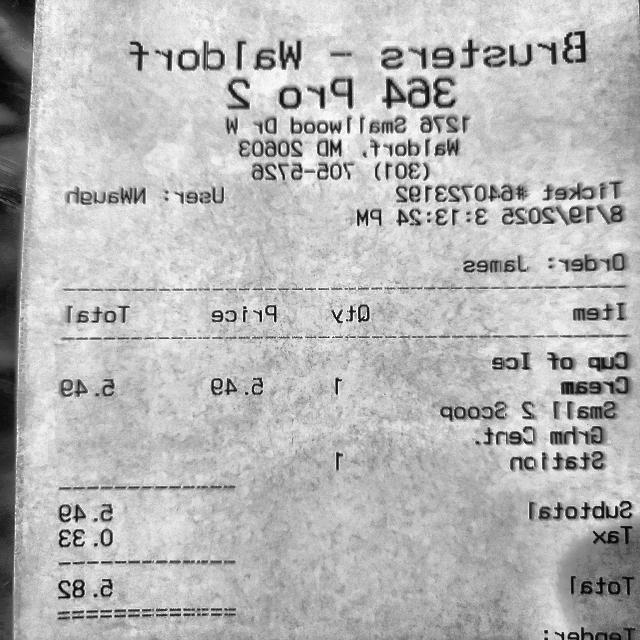 Brusters - Waldorf
364 Pro 2
1276 Smallwood Dr W
Waldorf, MD 20603
(301) 705-5726
Ticket #640723192 User: NWaugh
8/19/2025 3:13:24 PM
Order: James
Item Qty Price Total
Cup of Ice
Cream 1 5.49 5.49
Small 2 Scoop
Grhm Cent.
Station 1
Subtotal 5.49
Tax 0.33
Total 5.82
Tender: